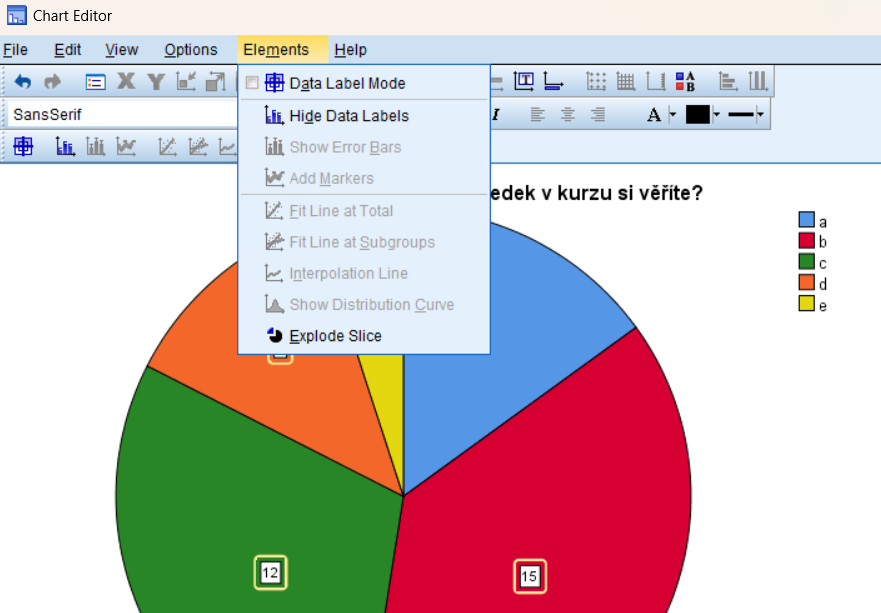 Chart Editor
File Edit View Options Elements Help
Data Label Mode
SansSerif
Hide Data Labels
Show Error Bars
Add Markers
edek v kurzu si věříte?
Fit Line at Total
Fit Line at Subgroups
Interpolation Line
Show Distribution Curve
Explode Slice
a
b
c
d
e
12
15